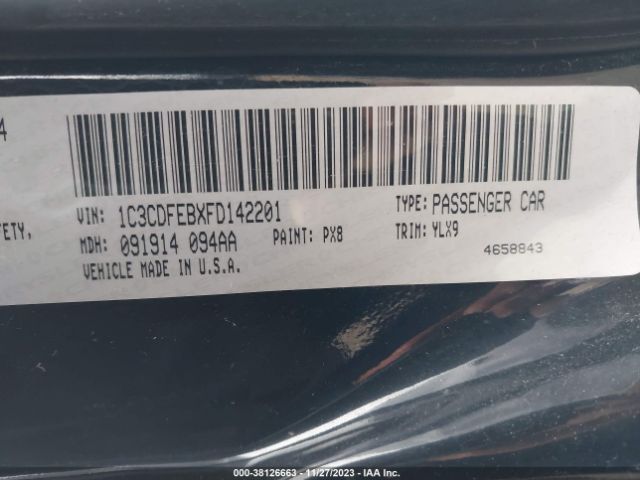 4
VIN: 1C3CDFEBXFD142201
TYPE: PASSENGER CAR
FETY,
MDH: 091914 094AA
PAINT: PX8
TRIM: YLX9
VEHICLE MADE IN U.S.A.
4658843
000-38126663 - 11/27/2023 - IAA Inc.